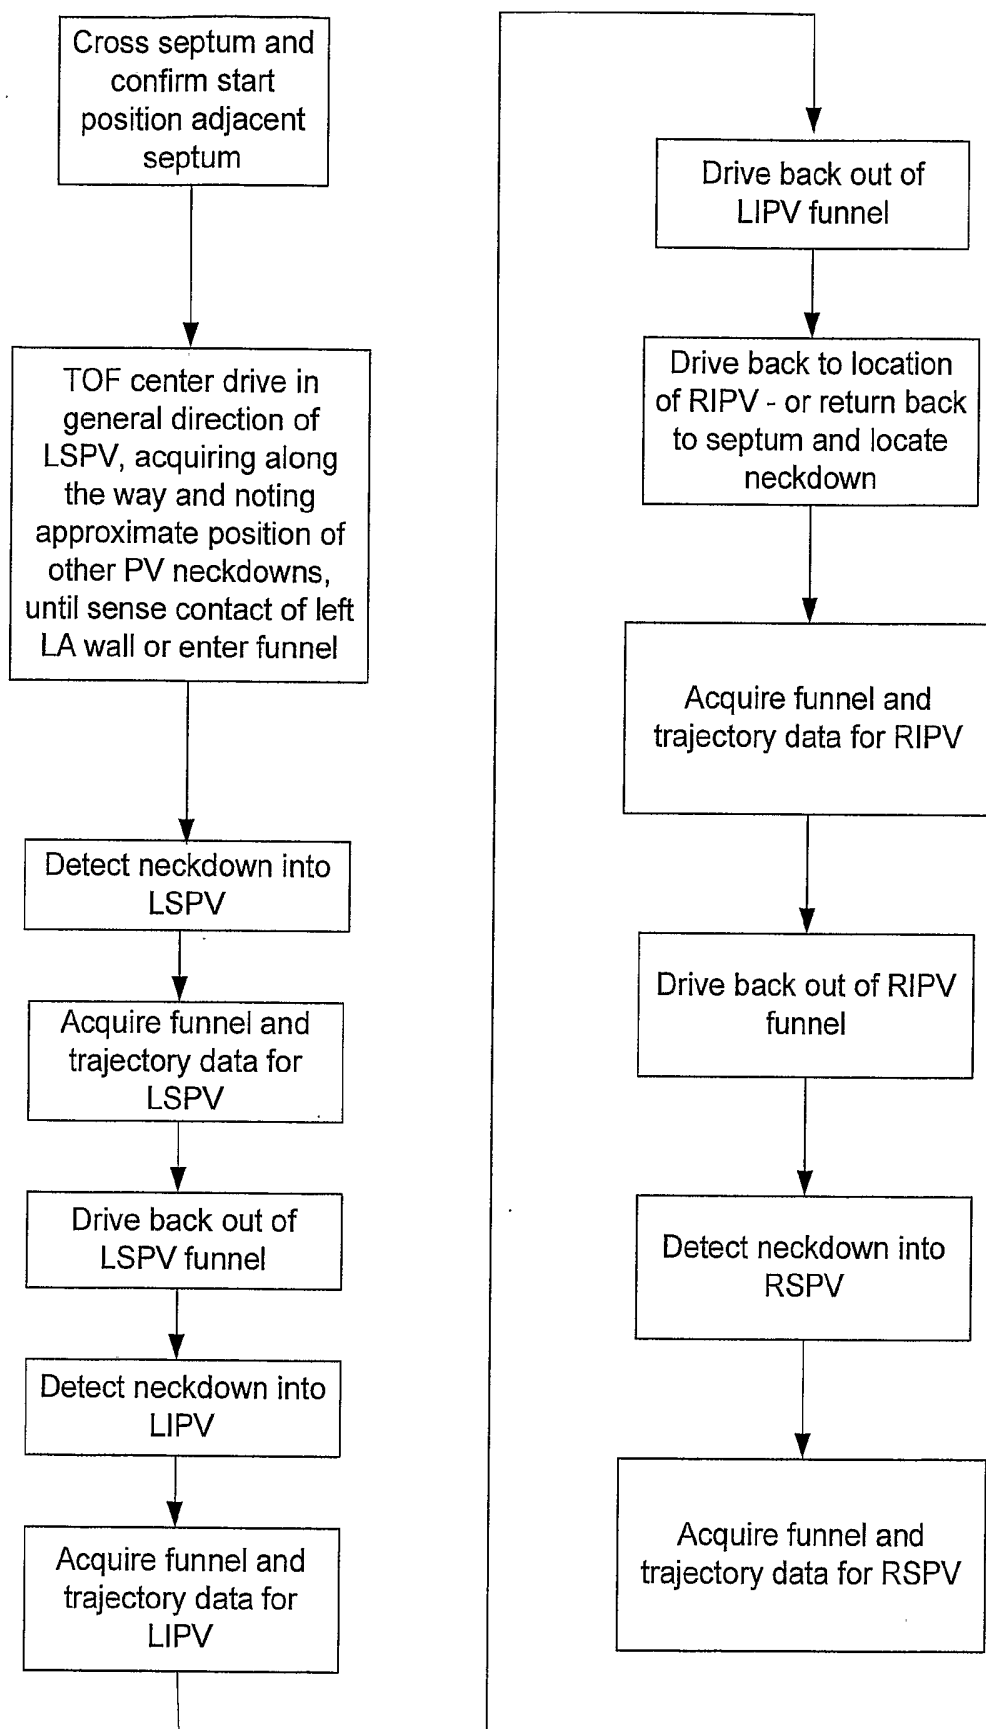 Cross septum and
confirm start
position adjacent
septum
TOF center drive in
general direction of
LSPV, acquiring along
the way and noting
approximate position of
other PV neckdowns,
until sense contact of left
LA wall or enter funnel
Detect neckdown into
LSPV
Acquire funnel and
trajectory data for
LSPV
Drive back out of
LSPV funnel
Detect neckdown into
LIPV
Acquire funnel and
trajectory data for
LIPV
Drive back out of
LIPV funnel
Drive back to location
of RIPV - or return back
to septum and locate
neckdown
Acquire funnel and
trajectory data for RIPV
Drive back out of RIPV
funnel
Detect neckdown into
RSPV
Acquire funnel and
trajectory data for RSPV